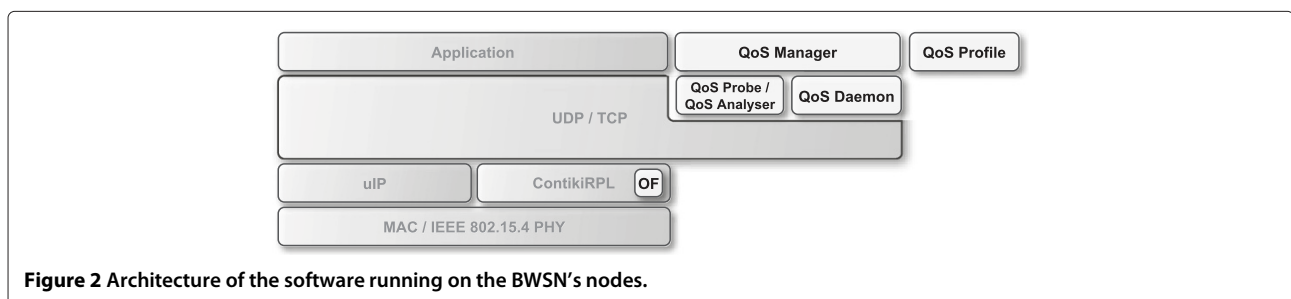 Application
QoS Manager
QoS Profile
QoS Probe /
QoS Analyser
QoS Daemon
UDP / TCP
uIP
ContikiRPL
OF
MAC / IEEE 802.15.4 PHY
Figure 2 Architecture of the software running on the BWSN's nodes.